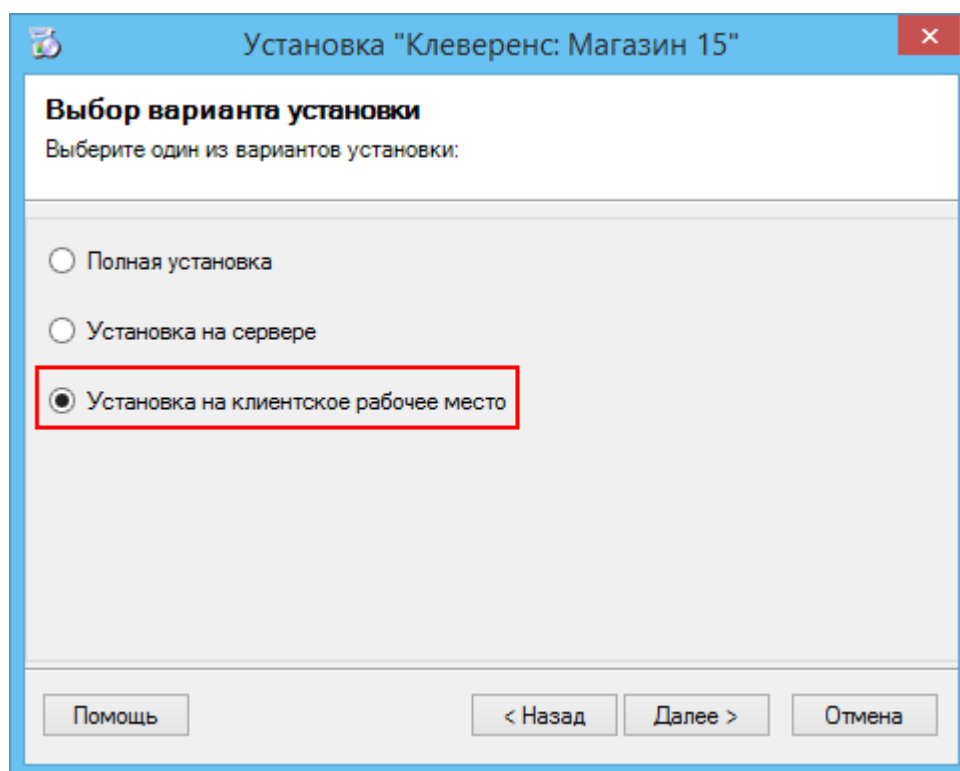 Установка "Клеверенс: Магазин 15"
Выбор варианта установки
Выберите один из вариантов установки:
Полная установка
Установка на сервере
Установка на клиентское рабочее место
Помощь
< Назад
Далее >
Отмена